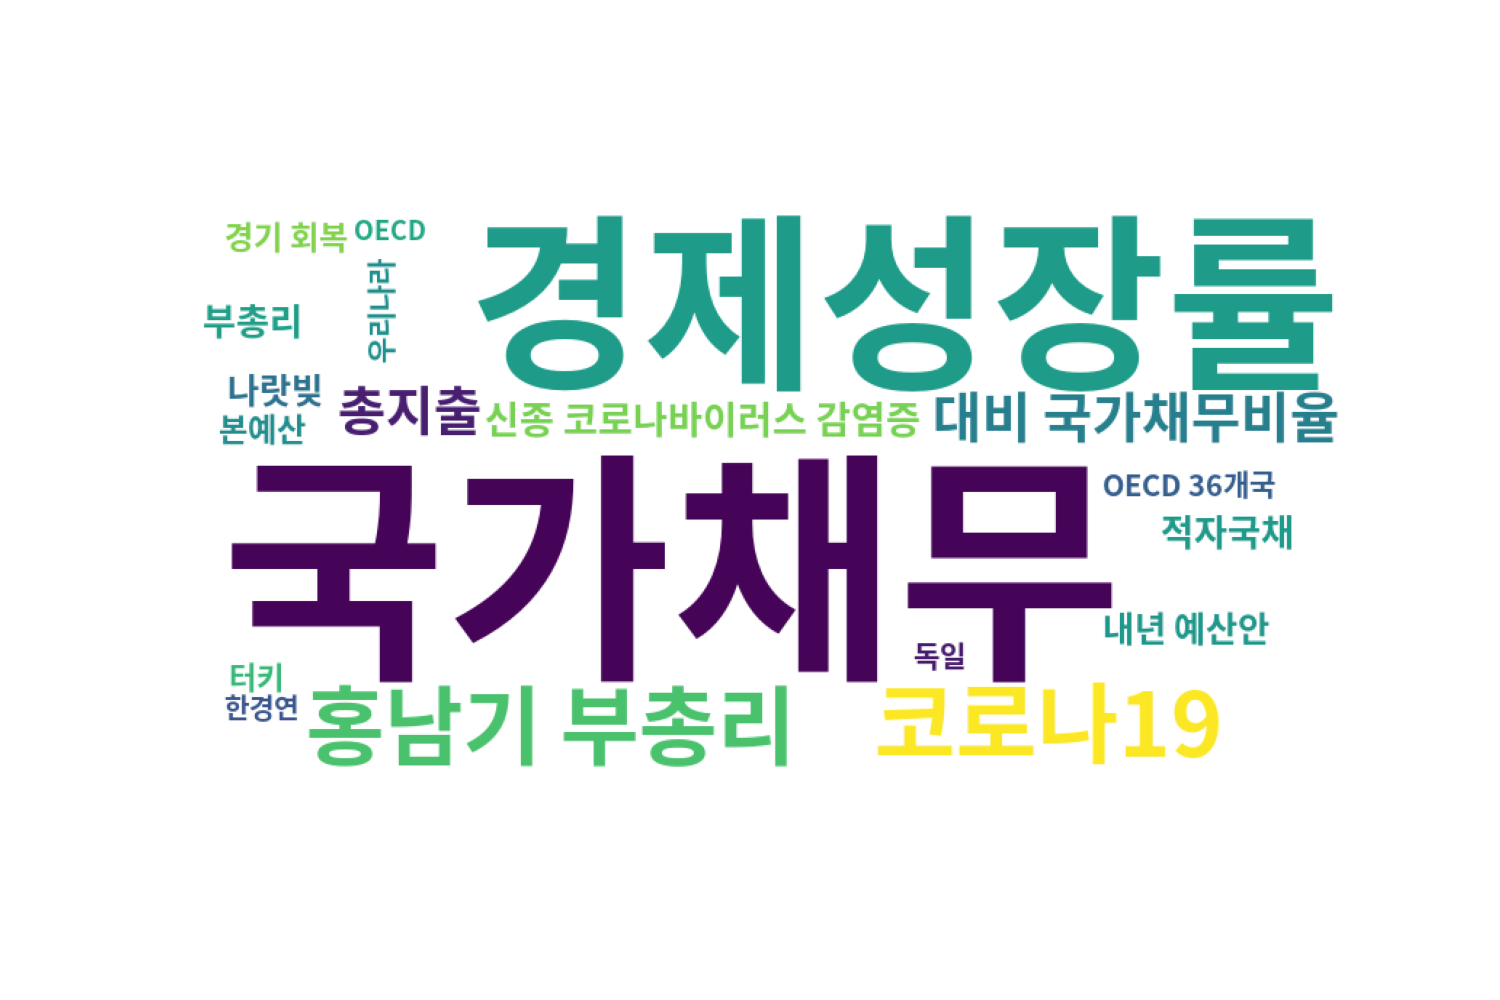 경제성장률
경기 회복
OECD
우리나라
부총리
나랏빚
총지출
신종 코로나바이러스 감염증
대비 국가채무비율
본예산
국가채무
OECD 36개국
적자국채
내년 예산안
독일
터키
한경연
홍남기 부총리
코로나19